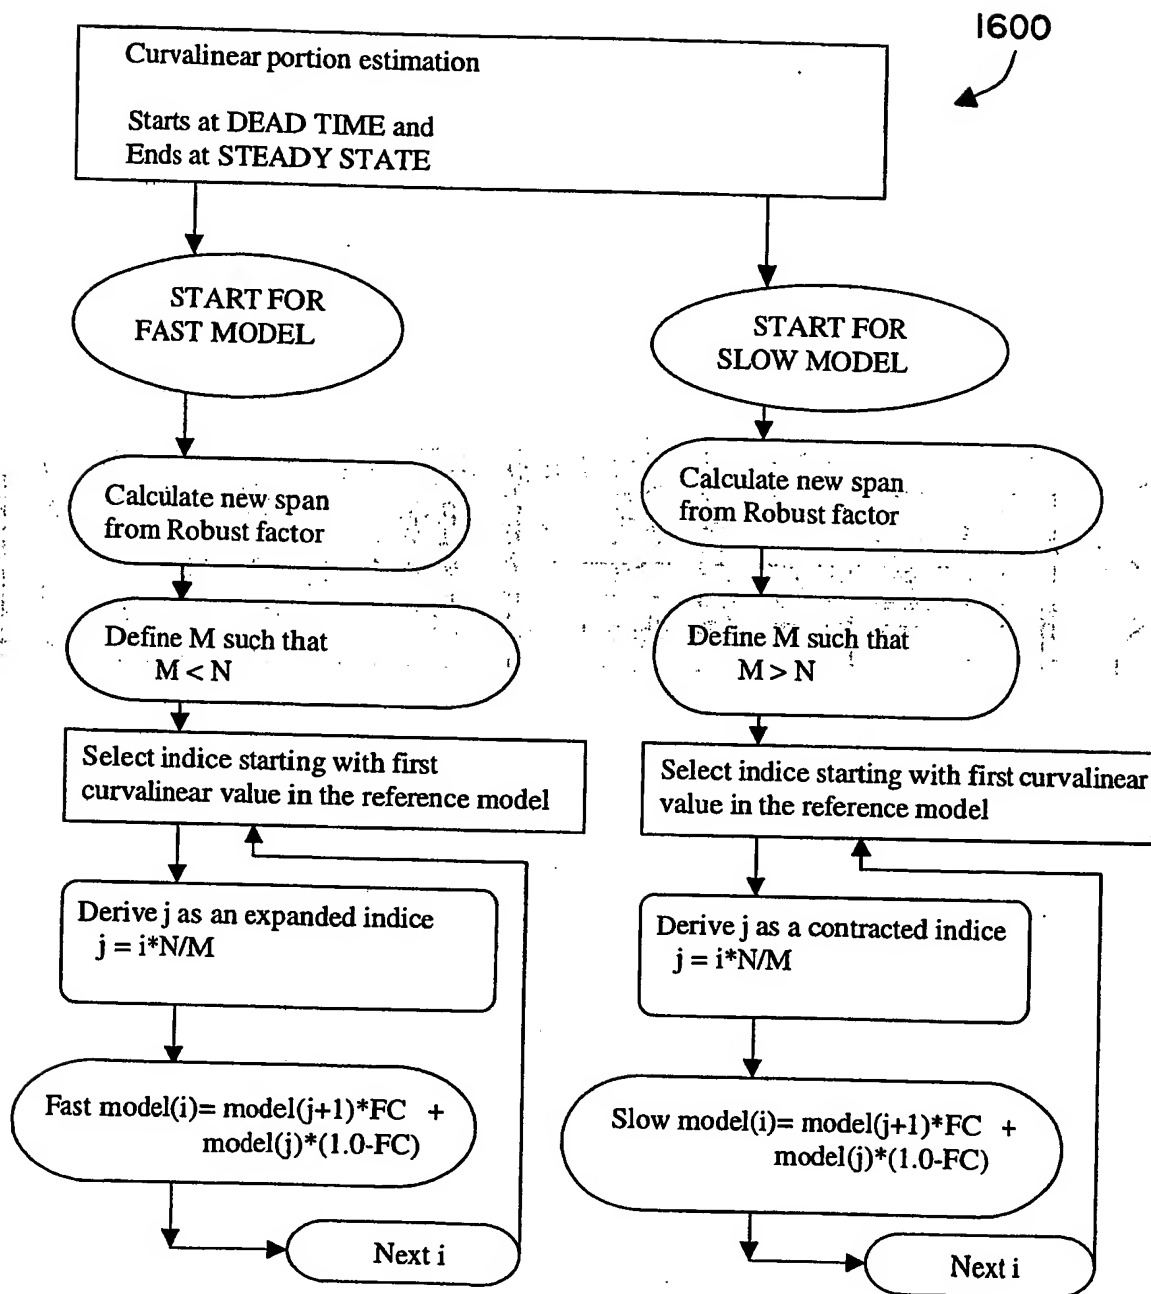 1600
Curvalinear portion estimation
Starts at DEAD TIME and
Ends at STEADY STATE
START FOR
FAST MODEL
Calculate new span
from Robust factor
Define M such that
M < N
Select indice starting with first
curvalinear value in the reference model
Derive j as an expanded indice
j = i*N/M
Fast model(i)= model(j+1)*FC +
model(j)*(1.0-FC)
Next i
START FOR
SLOW MODEL
Calculate new span
from Robust factor
Define M such that
M > N
Select indice starting with first curvalinear
value in the reference model
Derive j as a contracted indice
j = i*N/M
Slow model(i)= model(j+1)*FC +
model(j)*(1.0-FC)
Next i